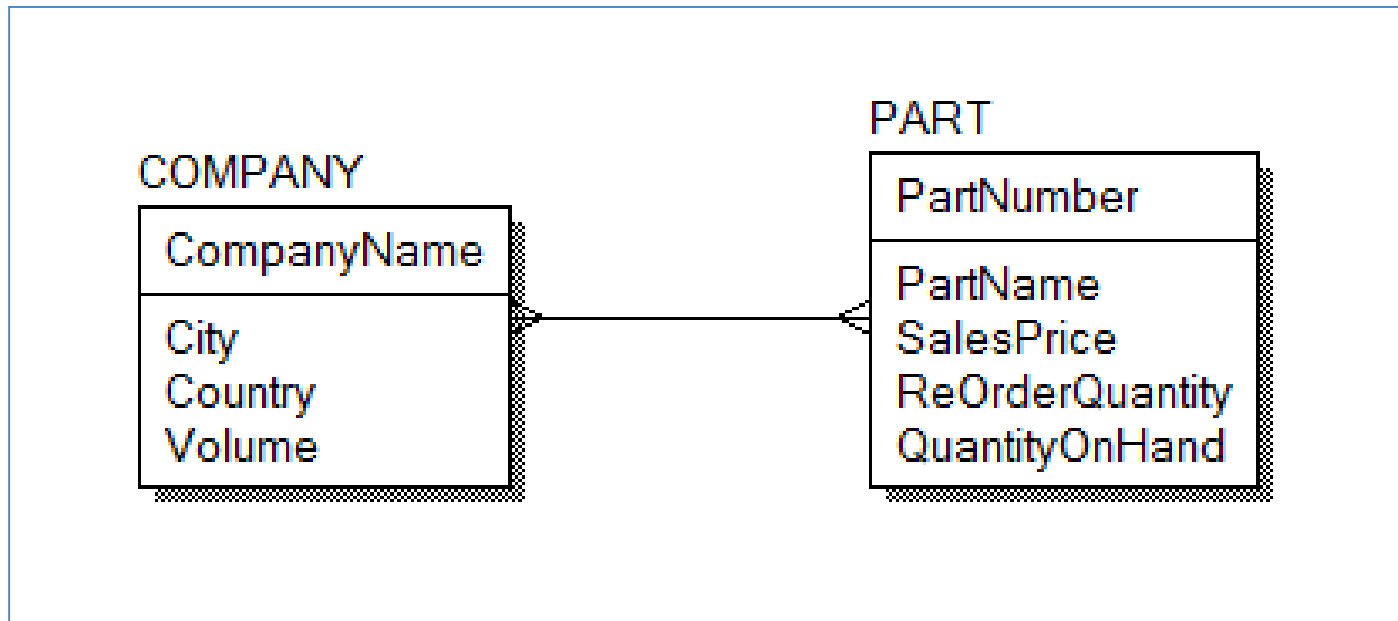 COMPANY
CompanyName
City
Country
Volume
PART
PartNumber
PartName
SalesPrice
ReOrderQuantity
QuantityOnHand